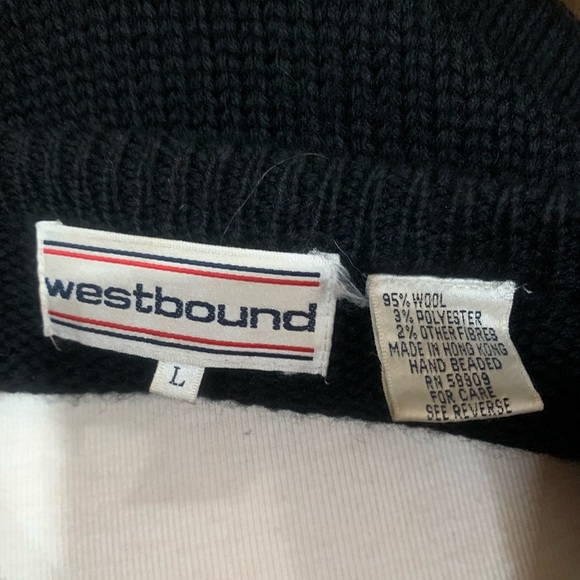 westbound
L
95% WOOL
3% POLYESTER
2% OTHER FIBRES
MADE IN HONG KONG
HAND BEADED
RN 59909
FOR CARE
SEE REVERSE